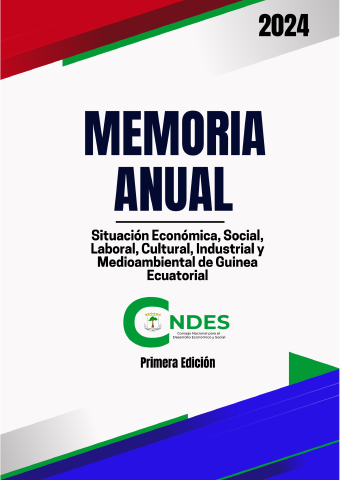 2024
MEMORIA
ANUAL
Situación Económica, Social,
Laboral, Cultural, Industrial y
Medioambiental de Guinea
Ecuatorial
CNDES
Consejo Nacional para el
Desarrollo Económico y Social
Primera Edición